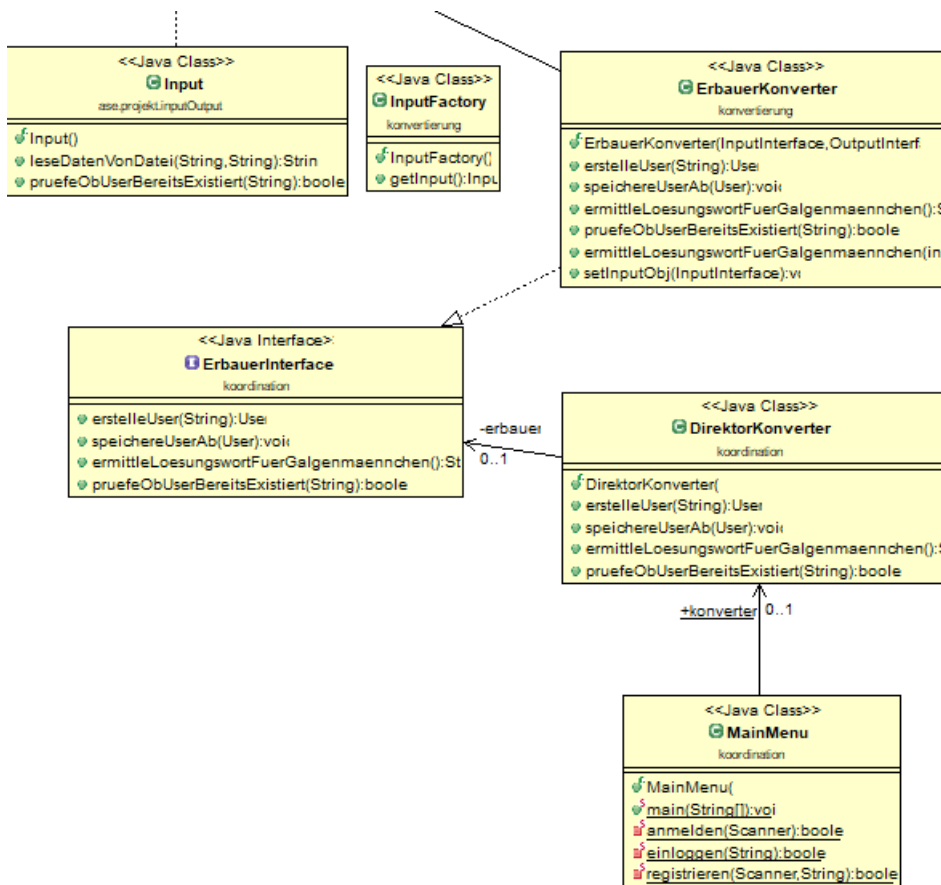 <<Java Class>>
Input
ase.projekt.inputOutput
Input()
leseDatenVonDatei(String,String):Strin
pruefeObUserBereitsExistiert(String):boole
<<Java Class>>
InputFactory
konvertierung
InputFactory()
getInput():Inpu
<<Java Class>>
ErbauerKonverter
konvertierung
ErbauerKonverter(InputInterface,OutputInterf
erstelleUser(String):User
speichereUserAb(User):void
ermittleLoesungswortFuerGalgenmaennchen():S
pruefeObUserBereitsExistiert(String):boole
ermittleLoesungswortFuerGalgenmaennchen(in
setInputObj(InputInterface):vo
<<Java Interface>>
ErbauerInterface
koordination
erstelleUser(String):User
speichereUserAb(User):void
ermittleLoesungswortFuerGalgenmaennchen():St
pruefeObUserBereitsExistiert(String):boole
-erbauer
0..1
<<Java Class>>
DirektorKonverter
koordination
DirektorKonverter(
erstelleUser(String):User
speichereUserAb(User):void
ermittleLoesungswortFuerGalgenmaennchen():S
pruefeObUserBereitsExistiert(String):boole
+konverter 0..1
<<Java Class>>
MainMenu
koordination
MainMenu(
main(String[]):voi
anmelden(Scanner):boole
einloggen(String):boole
registrieren(Scanner,String):boole